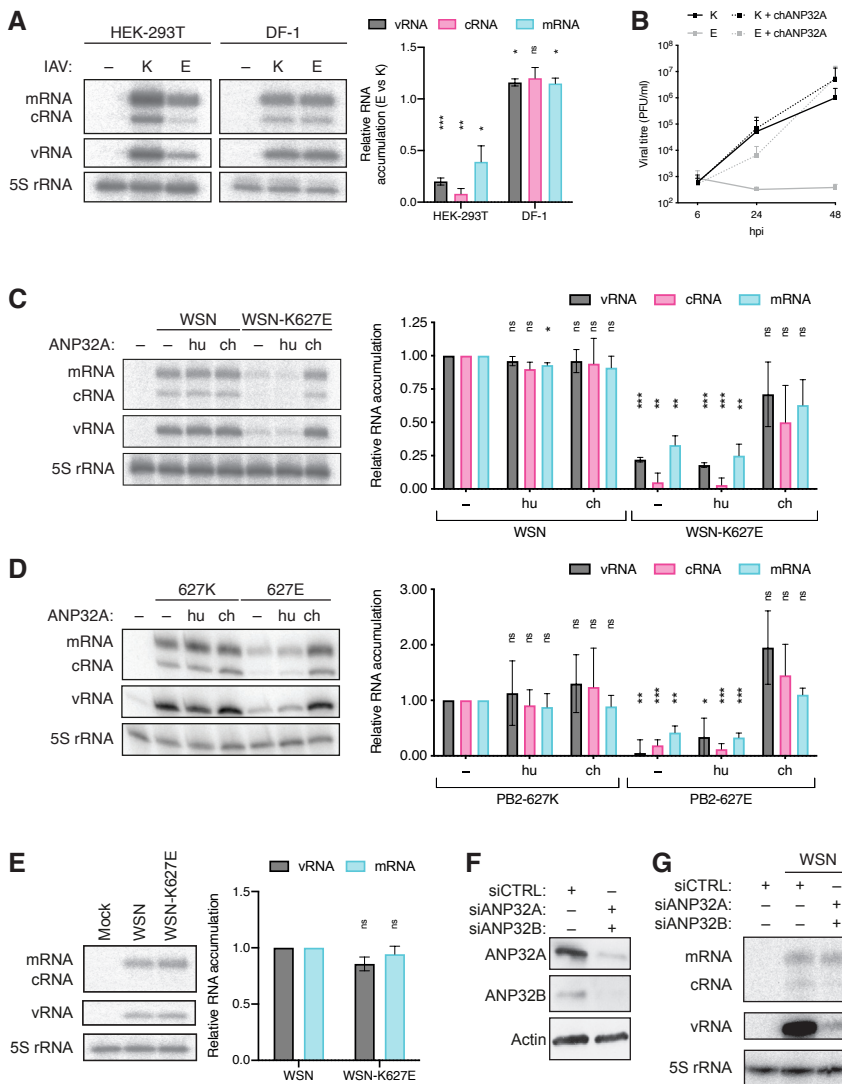 A
HEK-293T DF-1
IAV: – K E – K E
mRNA
cRNA
vRNA
5S rRNA
vRNA cRNA mRNA
Relative RNA
accumulation (E vs K)
1.5
1.0
0.5
0.0
*** ** * * ns *
HEK-293T DF-1
B
K K + chANP32A
E E + chANP32A
Viral titre (PFU/ml)
10⁷
10⁶
10⁵
10⁴
10³
10²
6 24 48
hpi
C
WSN WSN-K627E
ANP32A: – – hu ch – hu ch
mRNA
cRNA
vRNA
5S rRNA
vRNA cRNA mRNA
Relative RNA accumulation
1.25
1.00
0.75
0.50
0.25
0.00
ns ns * ns ns ns *** ** ** *** *** ** ns ns ns
– hu ch – hu ch
WSN WSN-K627E
D
627K 627E
ANP32A: – – hu ch – hu ch
mRNA
cRNA
vRNA
5S rRNA
vRNA cRNA mRNA
Relative RNA accumulation
3.00
2.00
1.00
0.00
ns ns ns ns ns ns ** *** ** * *** *** ns ns ns
– hu ch – hu ch
PB2-627K PB2-627E
E
Mock
WSN
WSN-K627E
mRNA
cRNA
vRNA
5S rRNA
vRNA mRNA
Relative RNA accumulation
1.5
1.0
0.5
0.0
ns ns
WSN WSN-K627E
F
siCTRL: + –
siANP32A: – +
siANP32B: – +
ANP32A
ANP32B
Actin
G
WSN
siCTRL: + + –
siANP32A: – – +
siANP32B: – – +
mRNA
cRNA
vRNA
5S rRNA